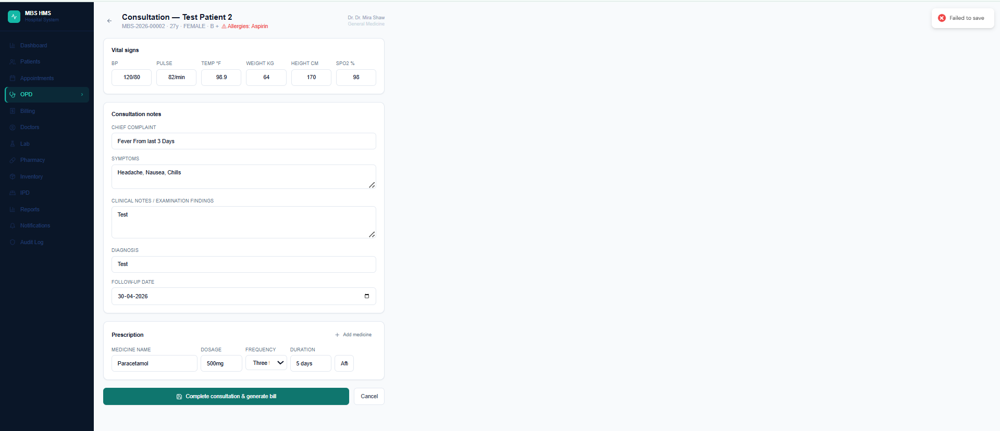 MBS HMS
Hospital System
Dashboard
Patients
Appointments
OPD
Billing
Doctors
Lab
Pharmacy
Inventory
IPD
Reports
Notifications
Audit Log
Consultation — Test Patient 2
MBS-2026-00002 · 27y · FEMALE · B + Allergies: Aspirin
Dr. Dr. Mira Shaw
General Medicine
Failed to save
Vital signs
BP PULSE TEMP °F WEIGHT KG HEIGHT CM SPO2 %
120/80 82/min 98.9 64 170 98
Consultation notes
CHIEF COMPLAINT
Fever From last 3 Days
SYMPTOMS
Headache, Nausea, Chills
CLINICAL NOTES / EXAMINATION FINDINGS
Test
DIAGNOSIS
Test
FOLLOW-UP DATE
30-04-2026
Prescription
+ Add medicine
MEDICINE NAME DOSAGE FREQUENCY DURATION
Paracetamol 500mg Three 5 days Aft
Complete consultation & generate bill
Cancel